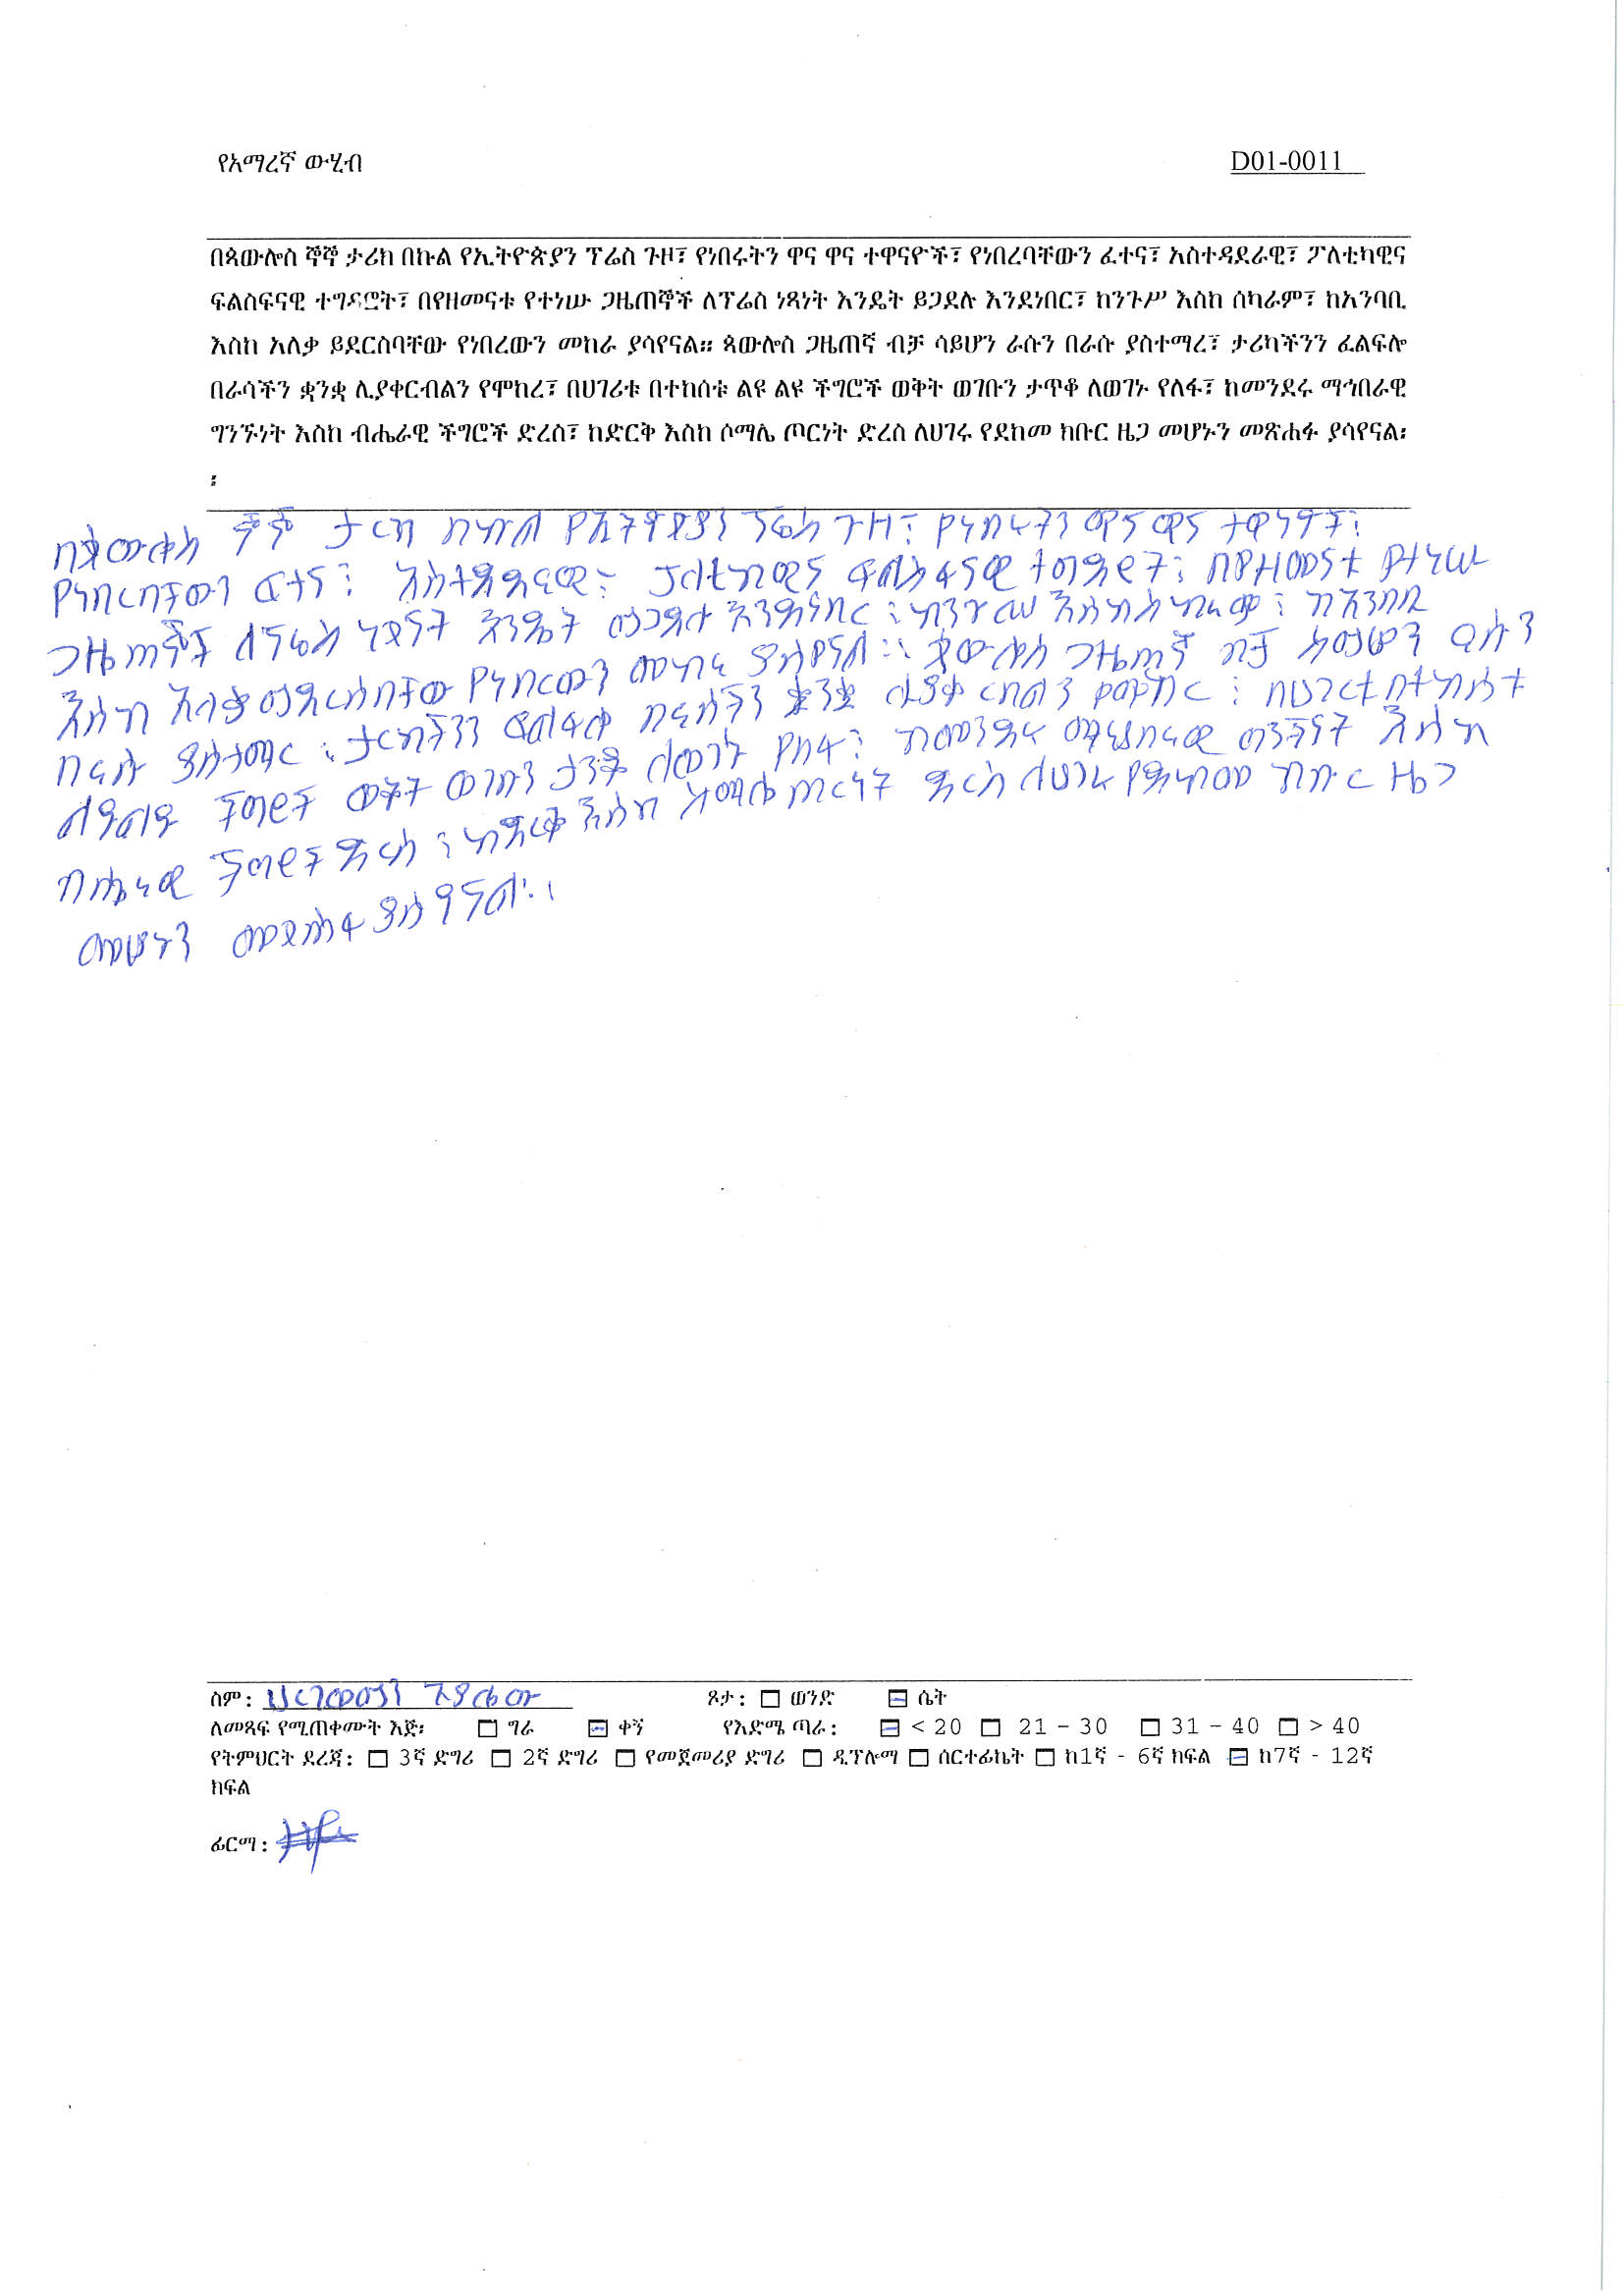 የአማረኛ ውሂብ D01-0011
በጳውሎስ ኞኞ ታሪክ በኩል የኢትዮጵያን ፕሬስ ጉዞ፣ የነበሩትን ዋና ዋና ተዋናዮች፣ የነበረባቸውን ፈተና፣ አስተዳደራዊ፣ ፖለቲካዊና
ፍልስፍናዊ ተግዳሮት፣ በየዘመናቱ የተነሡ ጋዜጠኞች ለፕሬስ ነጻነት እንዴት ይጋደሉ እንደነበር፣ ከንጉሥ እስከ ሰካራም፣ ከአንባቢ
እስከ አለቃ ይደርስባቸው የነበረውን መከራ ያሳየናል። ጳውሎስ ጋዜጠኛ ብቻ ሳይሆን ራሱን በራሱ ያስተማረ፣ ታሪካችንን ፈልፍሎ
በራሳችን ቋንቋ ሊያቀርብልን የሞከረ፣ በሀገሪቱ በተከሰቱ ልዩ ልዩ ችግሮች ወቅት ወገቡን ታጥቆ ለወገኑ የለፋ፣ ከመንደሩ ማኅበራዊ
ግንኙነት እስከ ብሔራዊ ችግሮች ድረስ፣ ከድርቅ እስከ ሶማሌ ጦርነት ድረስ ለሀገሩ የደከመ ክቡር ዜጋ መሆኑን መጽሐፉ ያሳየናል፡
፡
በጳውሎስ ኞኞ ታሪክ በኩል የኢትዮጵያን ፕሬስ ጉዞ፣ የነበሩትን ዋና ዋና ተዋናዮች፣
የነበረባቸውን ፈተና፣ አስተዳደራዊ፣ ፖለቲካዊና ፍልስፍናዊ ተግዳሮት፣ በየዘመናቱ የተነሡ
ጋዜጠኞች ለፕሬስ ነጻነት እንዴት ይጋደሉ እንደነበር፣ ከንጉሡ እስከ ፣ ከአንባቢ
እስከ አለቃ ይደርስባቸው የነበረውን መከራ ያሳየናል፡፡ ጳውሎስ ጋዜጠኛ ብቻ ሳይሆን ራሱን
በራሱ ያስተማረ፣ ታሪካችንን ፈልፍሎ በራሳችን ቋንቋ ሊያቀርብልን የሞከረ፣ በሀገሪቱ በተከሰቱ
ልዩልዩ ችግሮች ወቅት ወገቡን ታጥቆ ለወገኑ የለፋ፣ ከመንደሩ ማኅበራዊ ግንኙነት እስከ
ብሔራዊ ችግሮች ድረስ፣ ከድርቅ እስከ ሶማሌ ጦርነት ድረስ ለሀገሩ የደከመ ክቡር ዜጋ
መሆኑን መጽሐፉ ያሳየናል፡፡
ስም: ጾታ: ወንድ ሴት
ለመጻፍ የሚጠቀሙት እጅ፡ ግራ ቀኝ የእድሜ ጣራ: < 20 21 - 30 31 - 40 > 40
የትምህርት ደረጃ: 3ኛ ድግሪ 2ኛ ድግሪ የመጀመሪያ ድግሪ ዲፕሎማ ሰርተፊኬት ከ1ኛ - 6ኛ ክፍል ከ7ኛ - 12ኛ
ክፍል
ፊርማ: